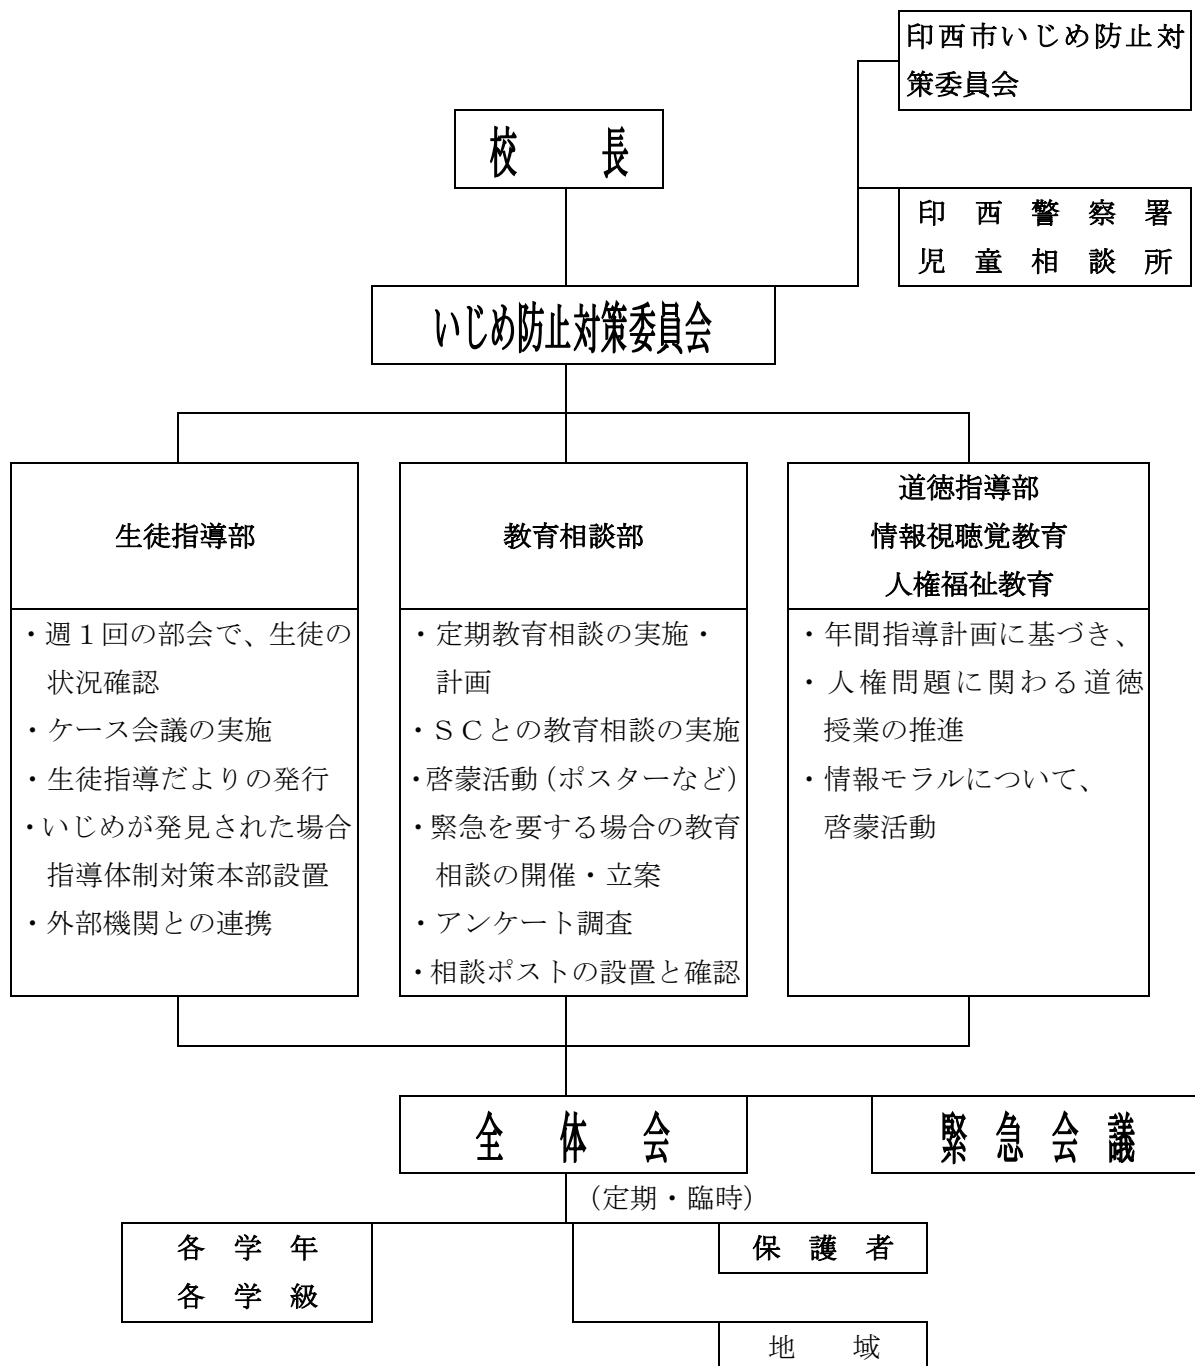 印西市いじめ防止対
策委員会
校　長
印西警察署
児童相談所
いじめ防止対策委員会
生徒指導部
・週１回の部会で、生徒の
状況確認
・ケース会議の実施
・生徒指導だよりの発行
・いじめが発見された場合
指導体制対策本部設置
・外部機関との連携
教育相談部
・定期教育相談の実施・
計画
・ＳＣとの教育相談の実施
・啓蒙活動（ポスターなど）
・緊急を要する場合の教育
相談の開催・立案
・アンケート調査
・相談ポストの設置と確認
道徳指導部
情報視聴覚教育
人権福祉教育
・年間指導計画に基づき、
・人権問題に関わる道徳
授業の推進
・情報モラルについて、
啓蒙活動
全　体　会
緊　急　会　議
（定期・臨時）
各　学　年
各　学　級
保　護　者
地　　域